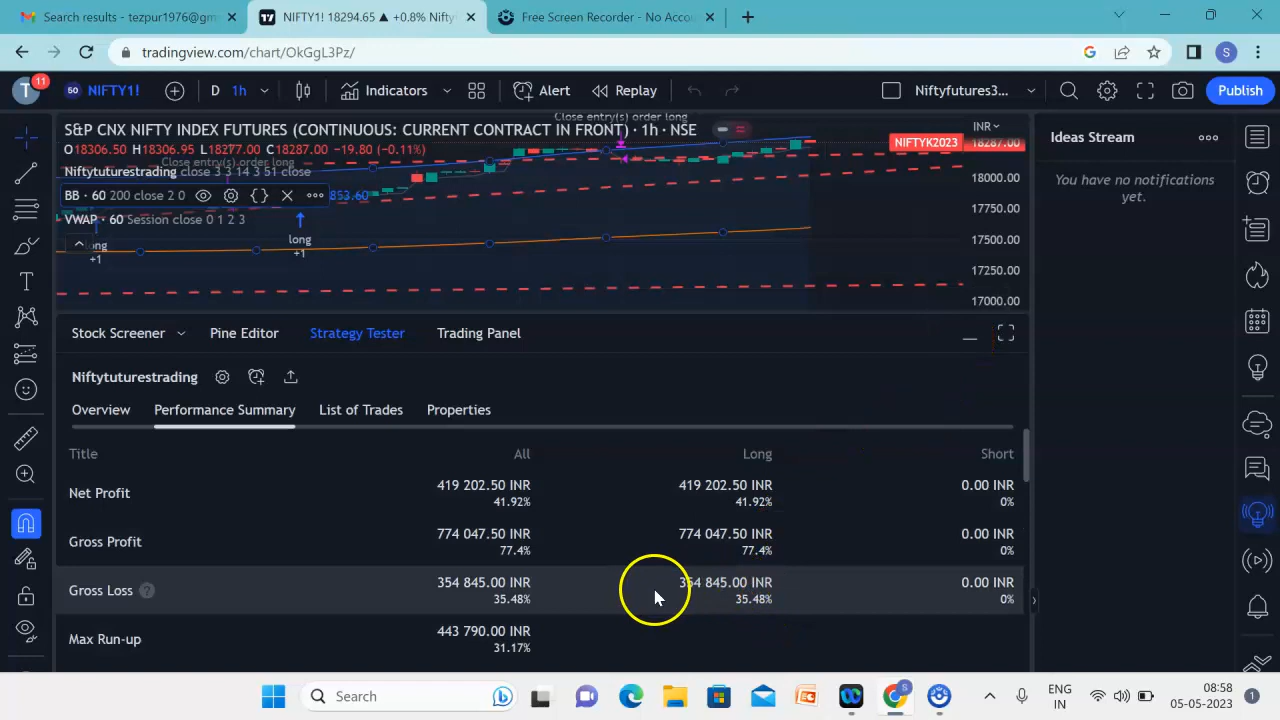 Search results - tezpur1976@gm
NIFTY1! 18294.65 ▲ +0.8% Nifty
Free Screen Recorder - No Accou
tradingview.com/chart/OkGgL3Pz/
S
T
11
50
NIFTY1!
D
1h
Indicators
Alert
Replay
Niftyfutures3...
Publish
Close entry(s) order long
S&P CNX NIFTY INDEX FUTURES (CONTINUOUS: CURRENT CONTRACT IN FRONT) · 1h · NSE
INR
O18306.50 H18306.95 L18277.00 C18287.00 −19.80 (−0.11%)
NIFTYK2023
18287.00
Close entry(s) order long
Niftyuturestrading close 3 3 14 3 51 close
BB · 60 200 close 2 0
853.60
VWAP · 60 Session close 0 1 2 3
long
+1
long
+1
18000.00
17750.00
17500.00
17250.00
17000.00
Ideas Stream
You have no notifications
yet.
Stock Screener
Pine Editor
Strategy Tester
Trading Panel
Niftytuturestrading
Overview
Performance Summary
List of Trades
Properties
Title All Long Short
Net Profit
419 202.50 INR 419 202.50 INR 0.00 INR
41.92% 41.92% 0%
Gross Profit
774 047.50 INR 774 047.50 INR 0.00 INR
77.4% 77.4% 0%
Gross Loss ?
354 845.00 INR 354 845.00 INR 0.00 INR
35.48% 35.48% 0%
Max Run-up
443 790.00 INR
31.17%
Search
ENG
IN
08:58
05-05-2023
1